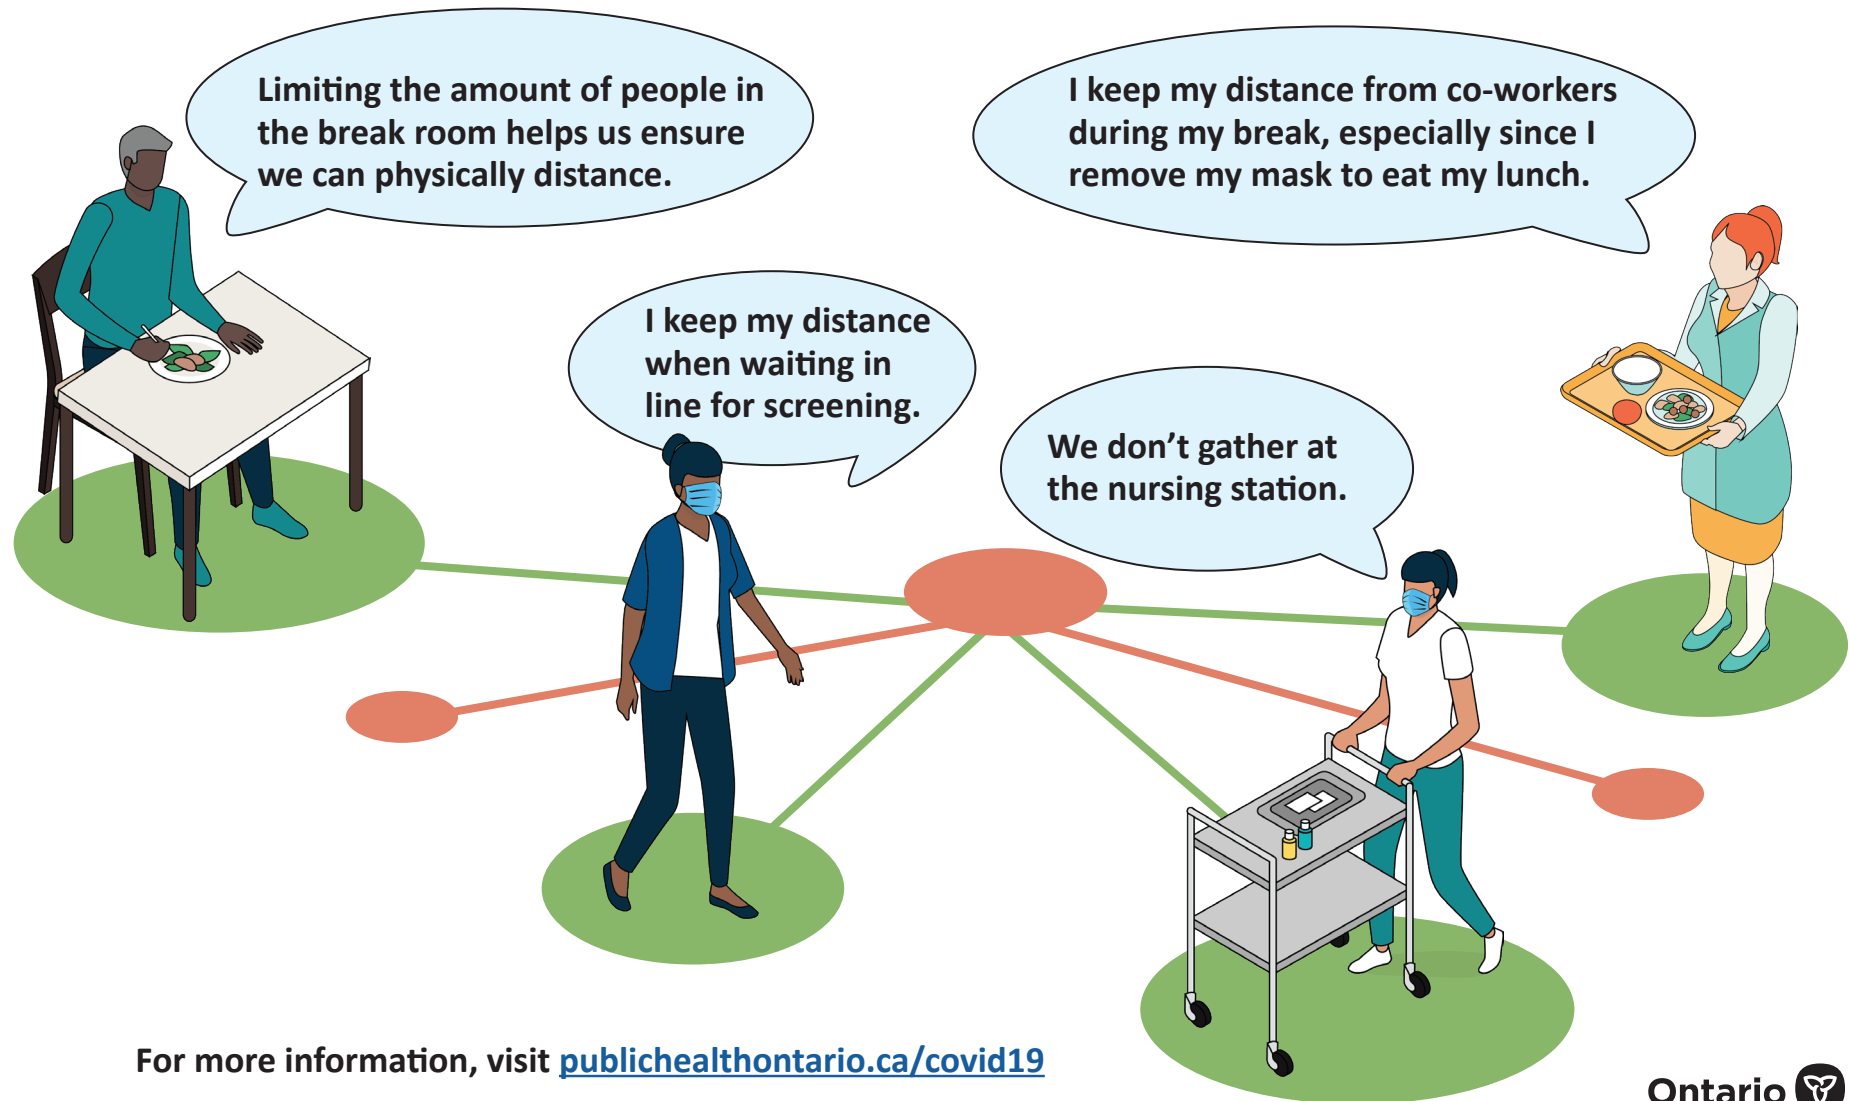 Limiting the amount of people in
the break room helps us ensure
we can physically distance.
I keep my distance from co-workers
during my break, especially since I
remove my mask to eat my lunch.
I keep my distance
when waiting in
line for screening.
We don’t gather at
the nursing station.
For more information, visit publichealthontario.ca/covid19
Ontario